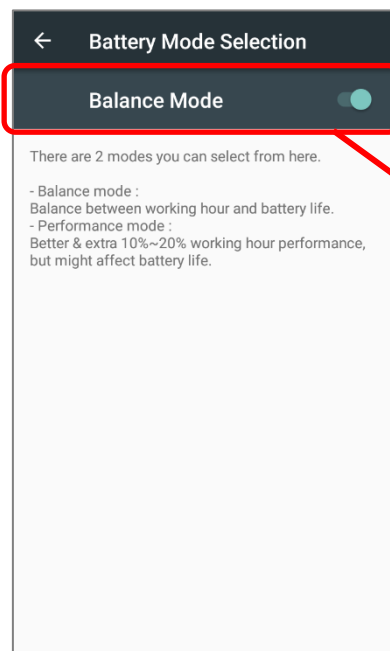 Battery Mode Selection
Balance Mode
There are 2 modes you can select from here.
- Balance mode :
Balance between working hour and battery life.
- Performance mode :
Better & extra 10%~20% working hour performance,
but might affect battery life.